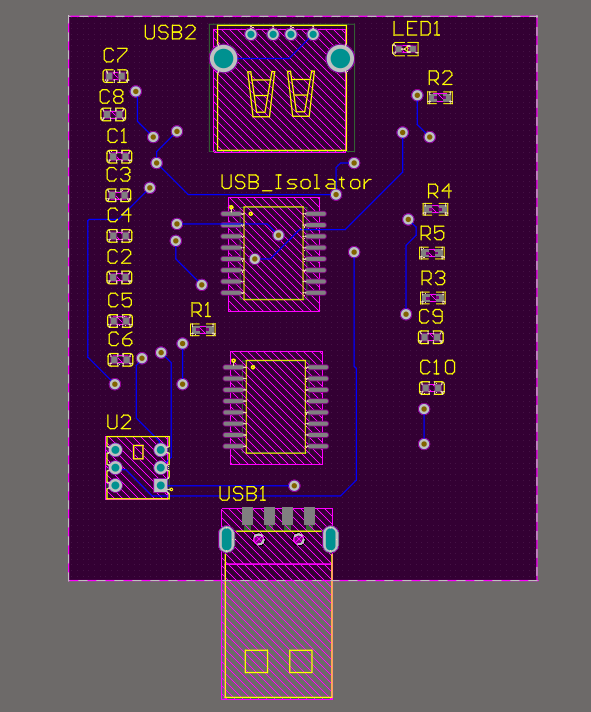 USB2
LED1
C7
R2
C8
C1
C3
USB_Isolator
R4
C4
R5
C2
R3
C5
R1
C9
C6
C10
U2
USB1